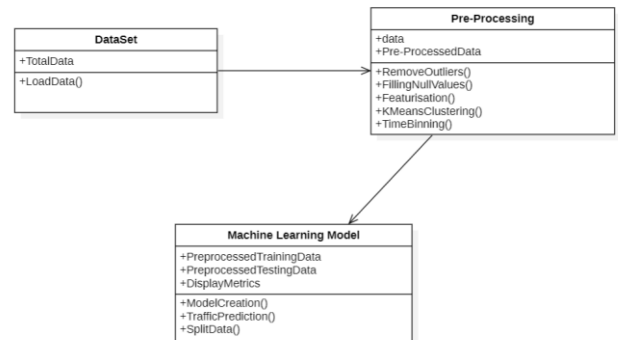 DataSet
+TotalData
+LoadData()
Pre-Processing
+data
+Pre-ProcessedData
+RemoveOutliers()
+FillingNullValues()
+Featurisation()
+KMeansClustering()
+TimeBinning()
Machine Learning Model
+PreprocessedTrainingData
+PreprocessedTestingData
+DisplayMetrics
+ModelCreation()
+TrafficPrediction()
+SplitData()